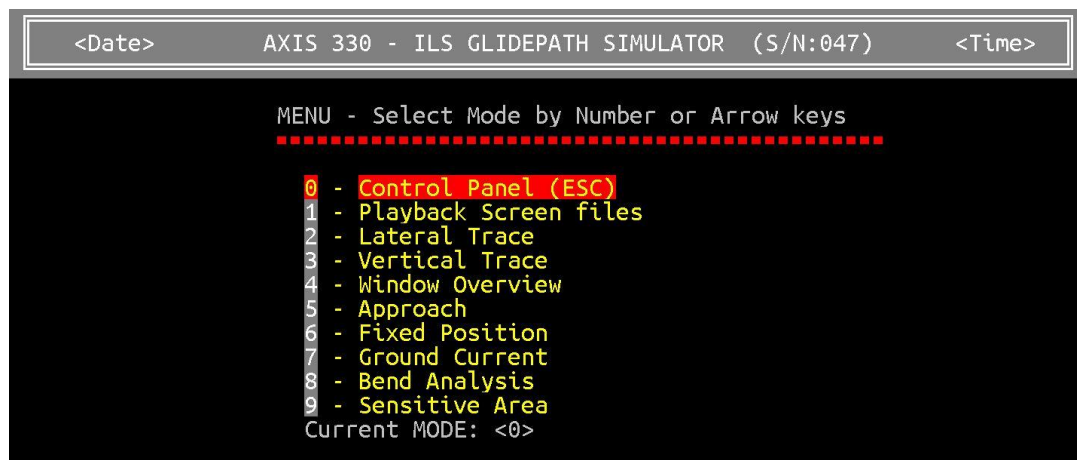 <Date> AXIS 330 - ILS GLIDEPATH SIMULATOR (S/N:047) <Time>
MENU - Select Mode by Number or Arrow keys
0 - Control Panel (ESC)
1 - Playback Screen files
2 - Lateral Trace
3 - Vertical Trace
4 - Window Overview
5 - Approach
6 - Fixed Position
7 - Ground Current
8 - Bend Analysis
9 - Sensitive Area
Current MODE: <0>